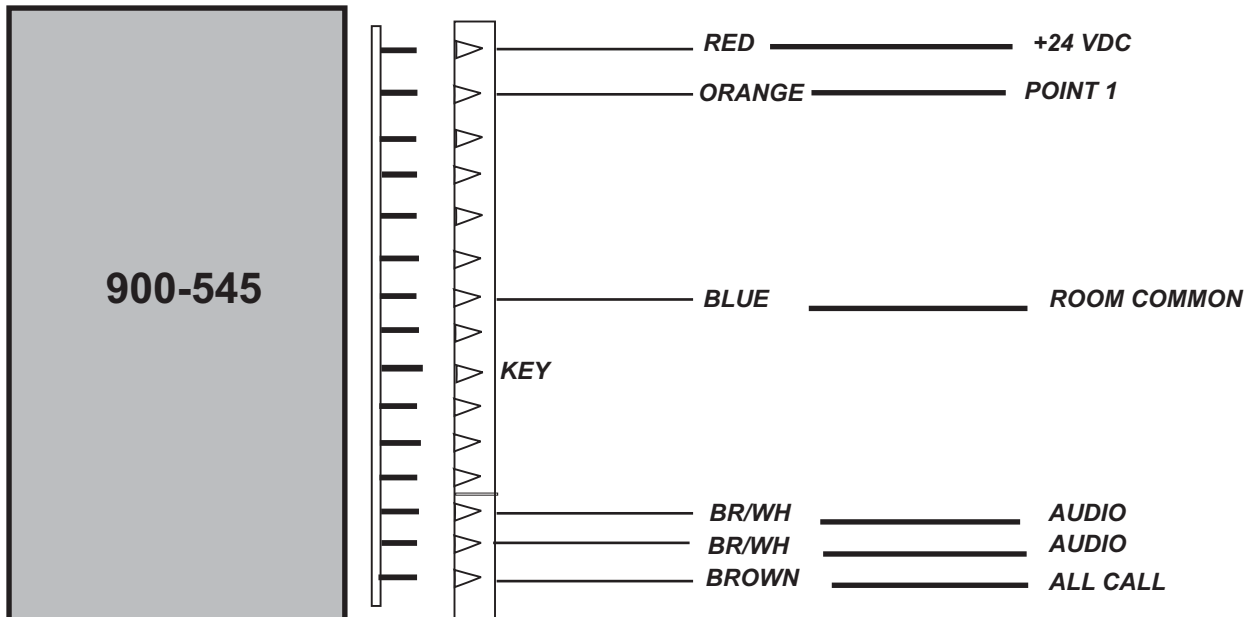 RED +24 VDC
ORANGE POINT 1
900-545
BLUE ROOM COMMON
KEY
BR/WH AUDIO
BR/WH AUDIO
BROWN ALL CALL